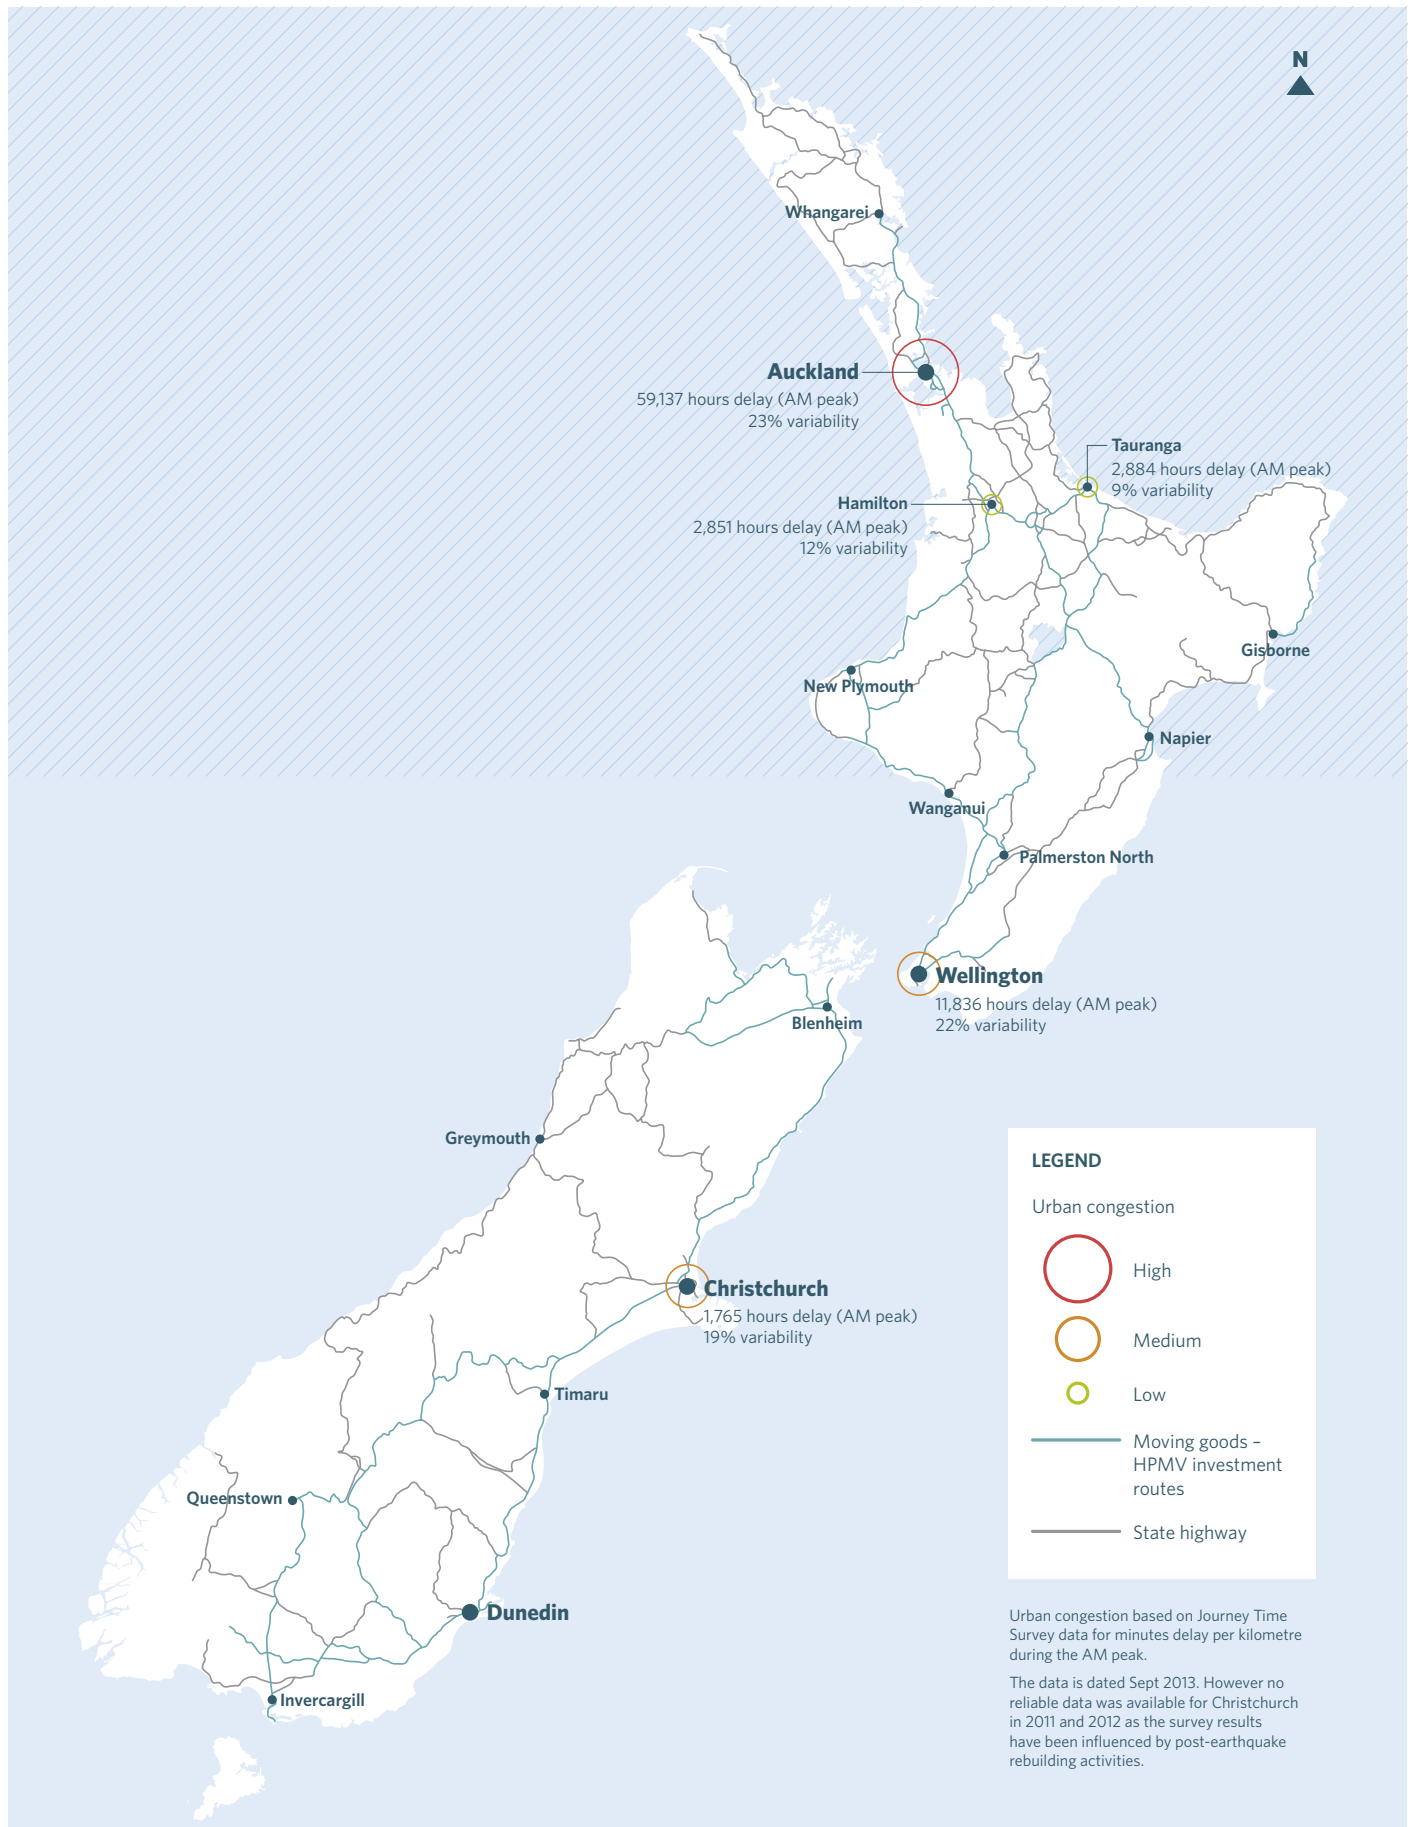 N
Whangarei
Auckland
59,137 hours delay (AM peak)
23% variability
Tauranga
2,884 hours delay (AM peak)
9% variability
Hamilton
2,851 hours delay (AM peak)
12% variability
Gisborne
New Plymouth
Napier
Wanganui
Palmerston North
Wellington
11,836 hours delay (AM peak)
22% variability
Blenheim
Greymouth
Christchurch
1,765 hours delay (AM peak)
19% variability
Timaru
Queenstown
Dunedin
Invercargill
LEGEND
Urban congestion
High
Medium
Low
Moving goods –
HPMV investment
routes
State highway
Urban congestion based on Journey Time
Survey data for minutes delay per kilometre
during the AM peak.
The data is dated Sept 2013. However no
reliable data was available for Christchurch
in 2011 and 2012 as the survey results
have been influenced by post-earthquake
rebuilding activities.